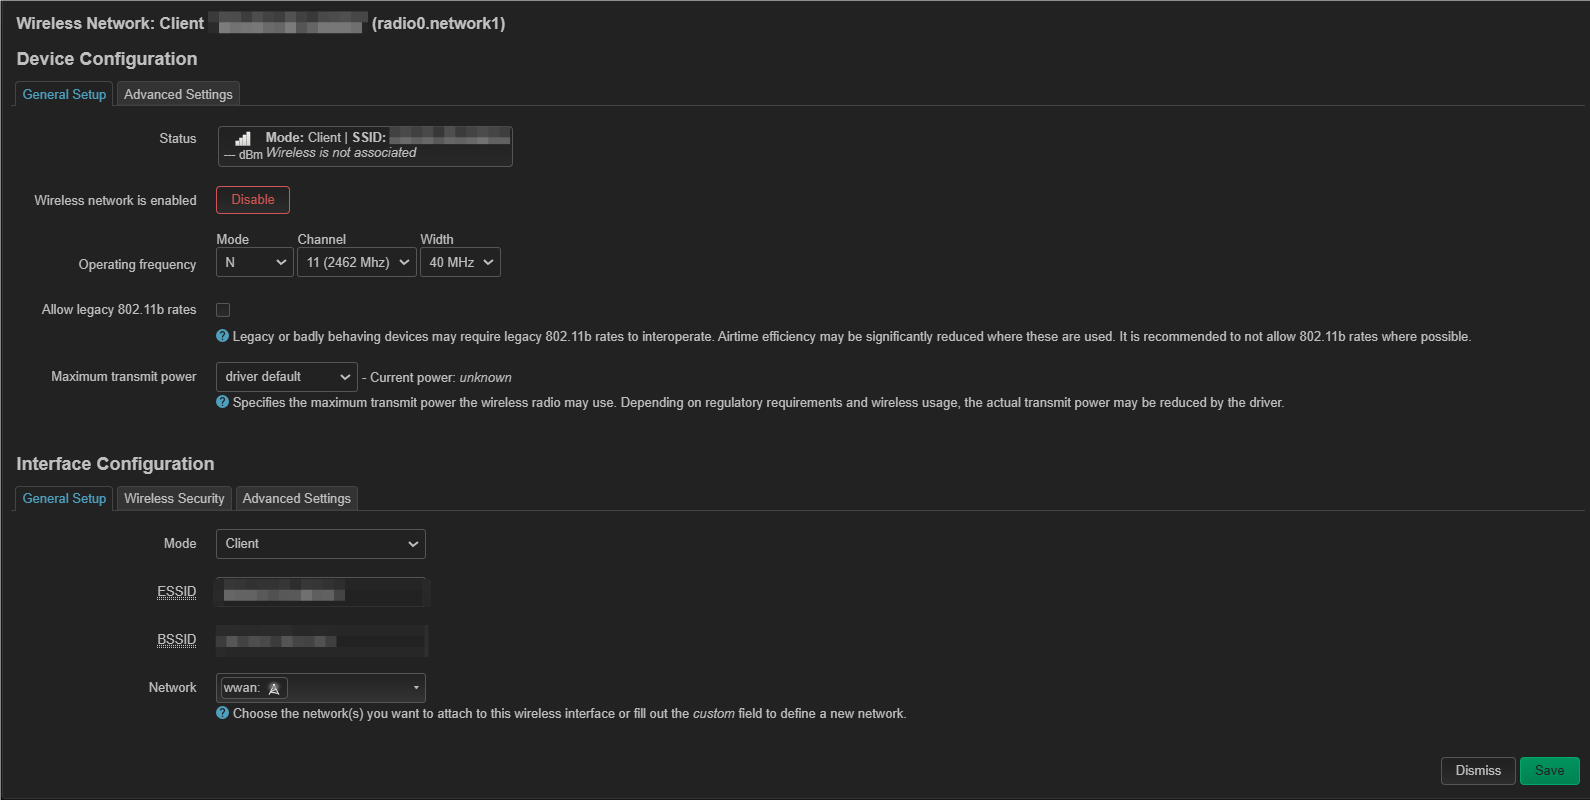 Wireless Network: Client (radio0.network1)
Device Configuration
General Setup Advanced Settings
Status
Mode: Client | SSID:
--- dBm Wireless is not associated
Wireless network is enabled Disable
Mode Channel Width
Operating frequency N 11 (2462 Mhz) 40 MHz
Allow legacy 802.11b rates
Legacy or badly behaving devices may require legacy 802.11b rates to interoperate. Airtime efficiency may be significantly reduced where these are used. It is recommended to not allow 802.11b rates where possible.
Maximum transmit power driver default - Current power: unknown
Specifies the maximum transmit power the wireless radio may use. Depending on regulatory requirements and wireless usage, the actual transmit power may be reduced by the driver.
Interface Configuration
General Setup Wireless Security Advanced Settings
Mode Client
ESSID
BSSID
Network wwan:
Choose the network(s) you want to attach to this wireless interface or fill out the custom field to define a new network.
Dismiss Save